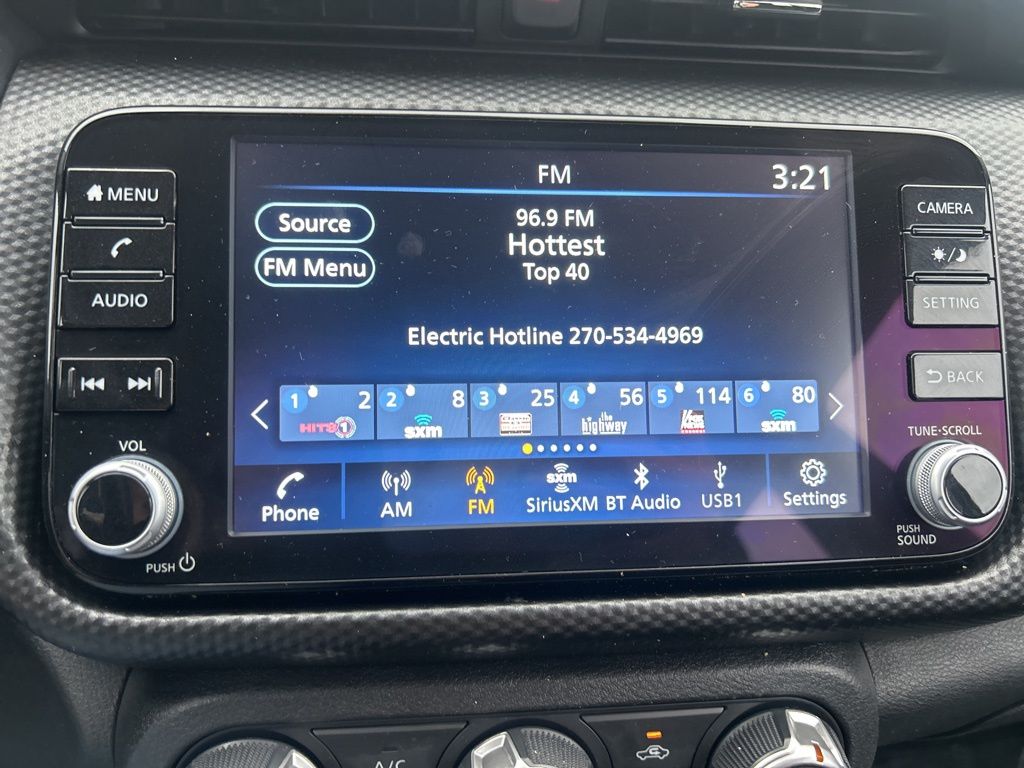 FM
3:21
MENU
AUDIO
VOL
PUSH
Source
FM Menu
96.9 FM
Hottest
Top 40
Electric Hotline 270-534-4969
1 2 2 8 3 25 4 56 5 114 6 80
HITS 1 sxm the highway sxm
Phone AM FM SiriusXM BT Audio USB1 Settings
sxm
CAMERA
SETTING
BACK
TUNE·SCROLL
PUSH
SOUND
A/C